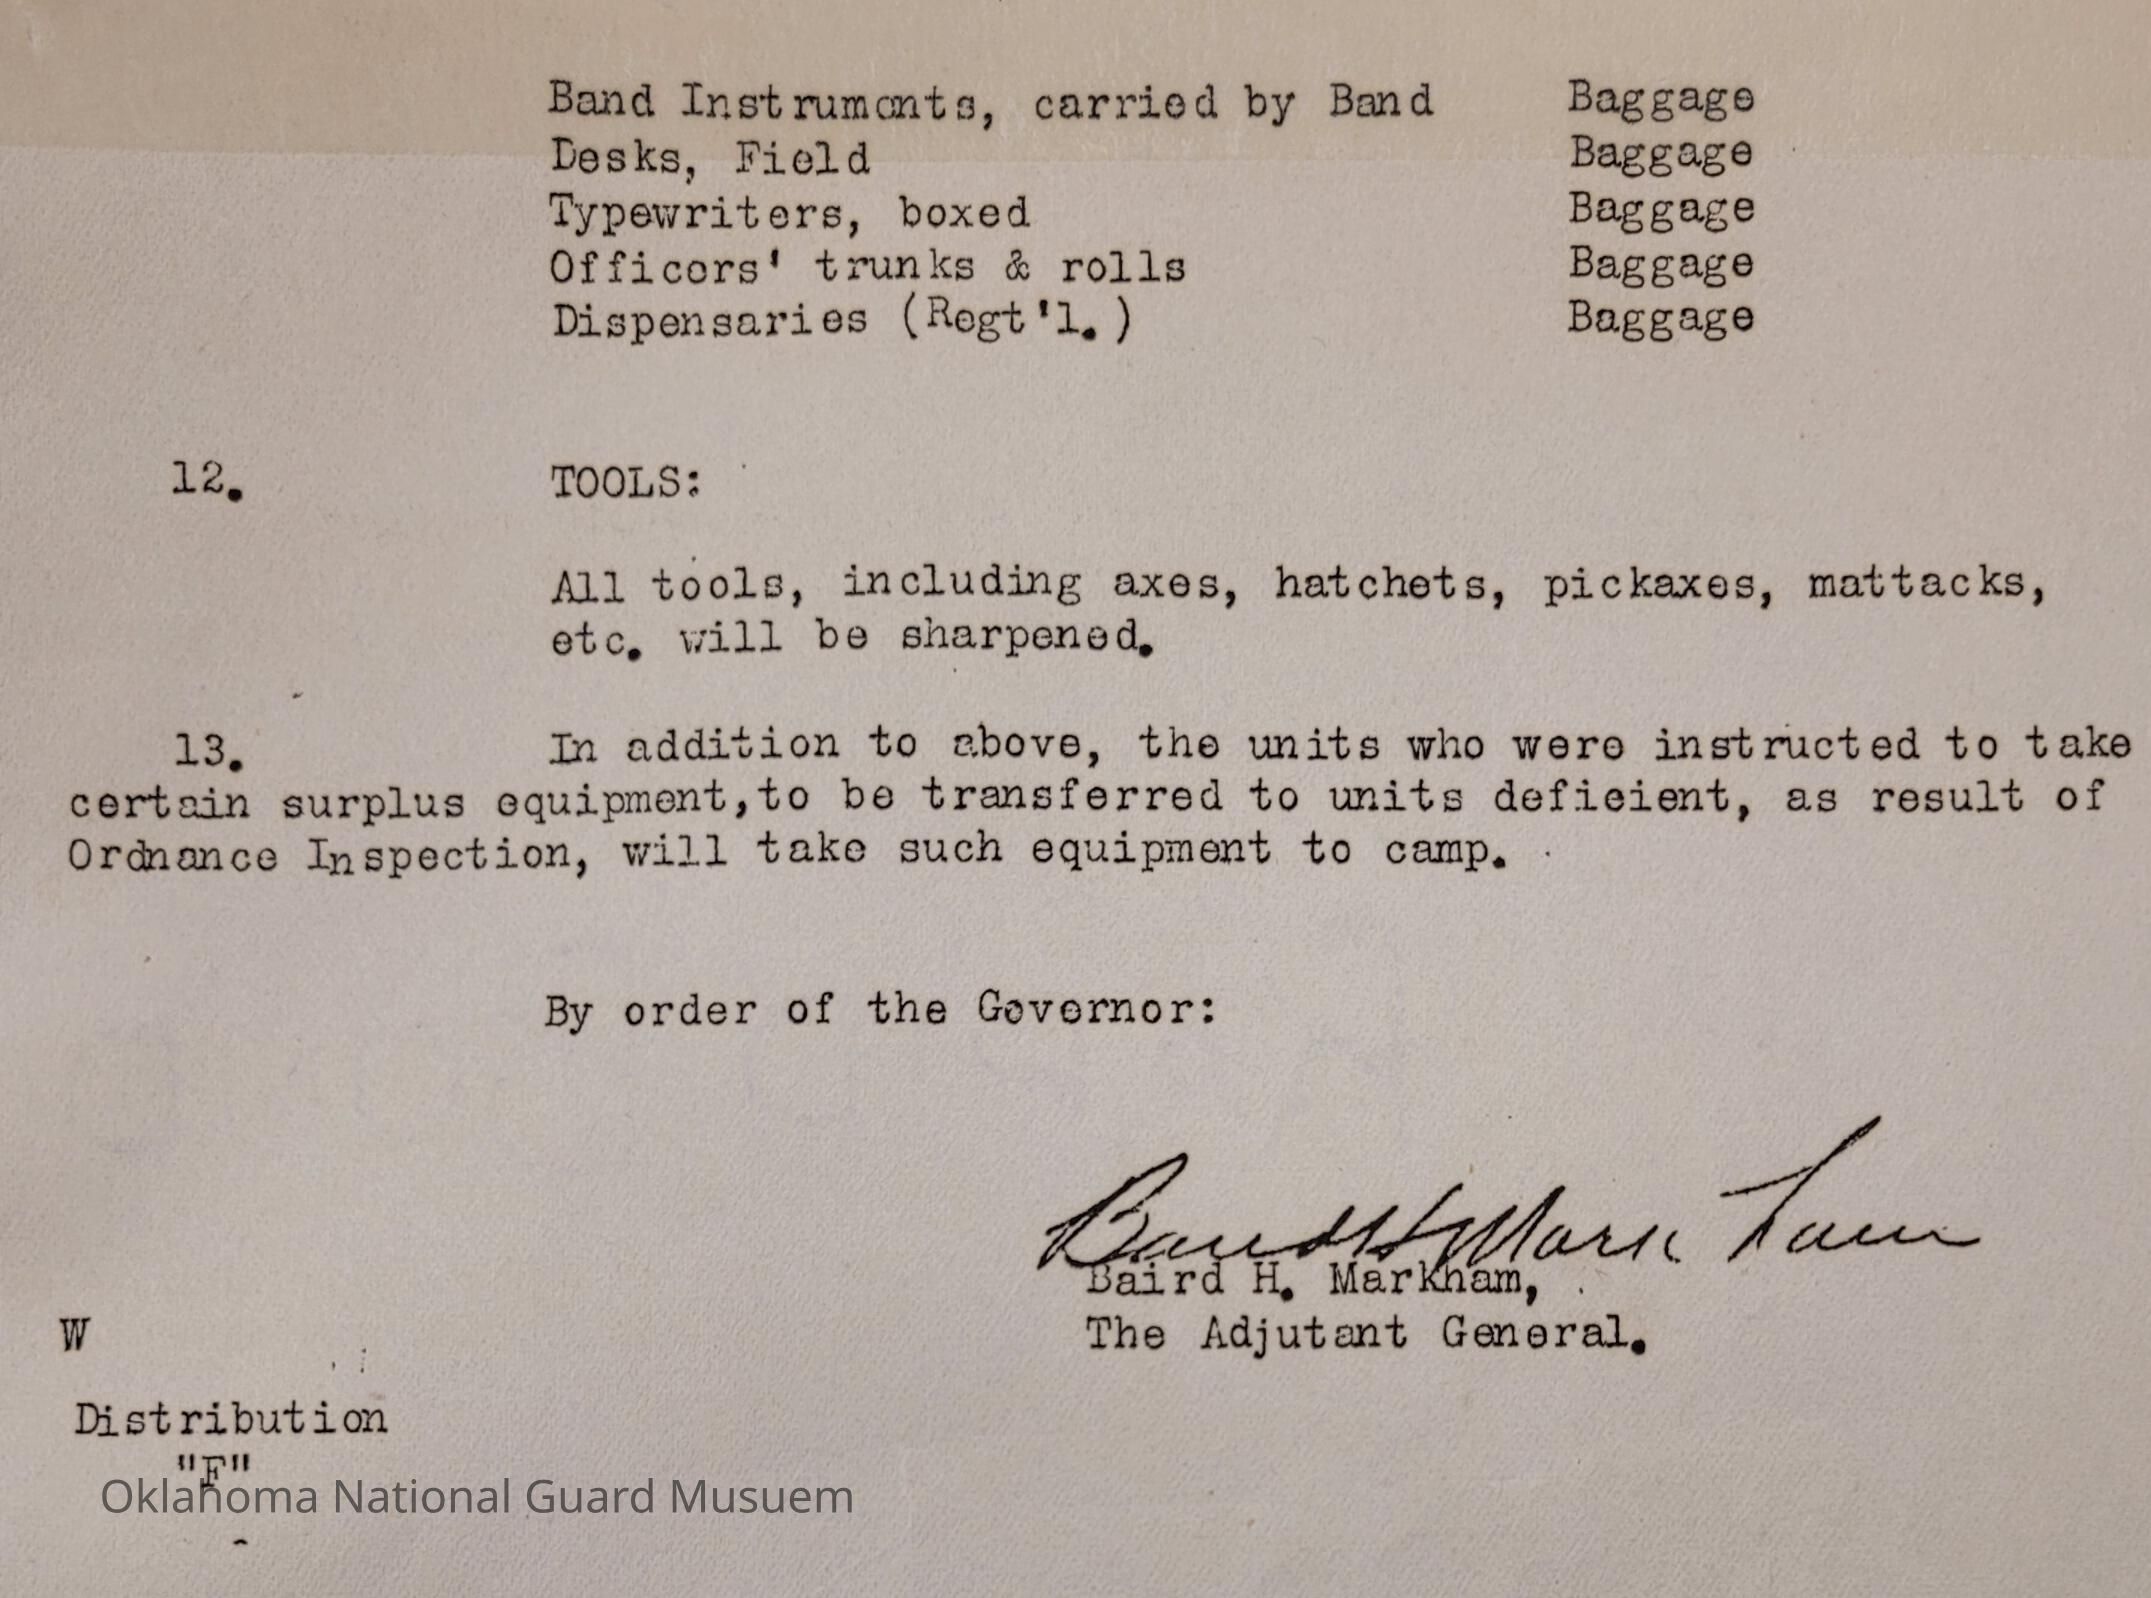 Band Instruments, carried by Band Baggage
Desks, Field Baggage
Typewriters, boxed Baggage
Officers' trunks & rolls Baggage
Dispensaries (Regt'l.) Baggage
12. TOOLS:
All tools, including axes, hatchets, pickaxes, mattacks,
etc. will be sharpened.
13. In addition to above, the units who were instructed to take
certain surplus equipment,to be transferred to units deficient, as result of
Ordnance Inspection, will take such equipment to camp.
By order of the Governor:
Baird H Markham
Baird H. Markham,
The Adjutant General.
W
Distribution
"F"
Oklahoma National Guard Musuem